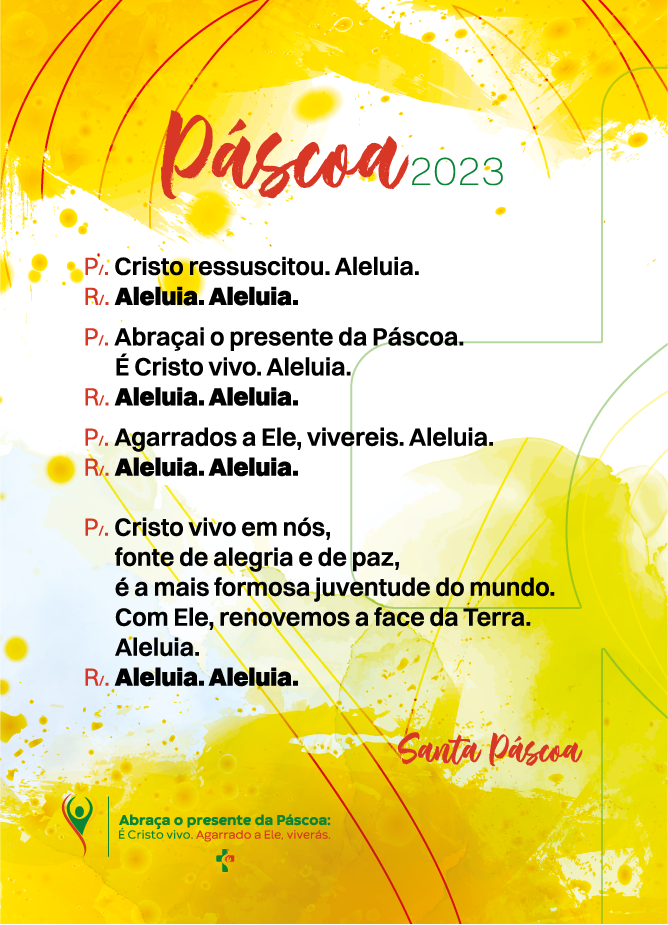 Páscoa 2023
P/. Cristo ressuscitou. Aleluia.
R/. Aleluia. Aleluia.
P/. Abraçai o presente da Páscoa.
É Cristo vivo. Aleluia.
R/. Aleluia. Aleluia.
P/. Agarrados a Ele, vivereis. Aleluia.
R/. Aleluia. Aleluia.
P/. Cristo vivo em nós,
fonte de alegria e de paz,
é a mais formosa juventude do mundo.
Com Ele, renovemos a face da Terra.
Aleluia.
R/. Aleluia. Aleluia.
Santa Páscoa
Abraça o presente da Páscoa:
É Cristo vivo. Agarrado a Ele, viverás.